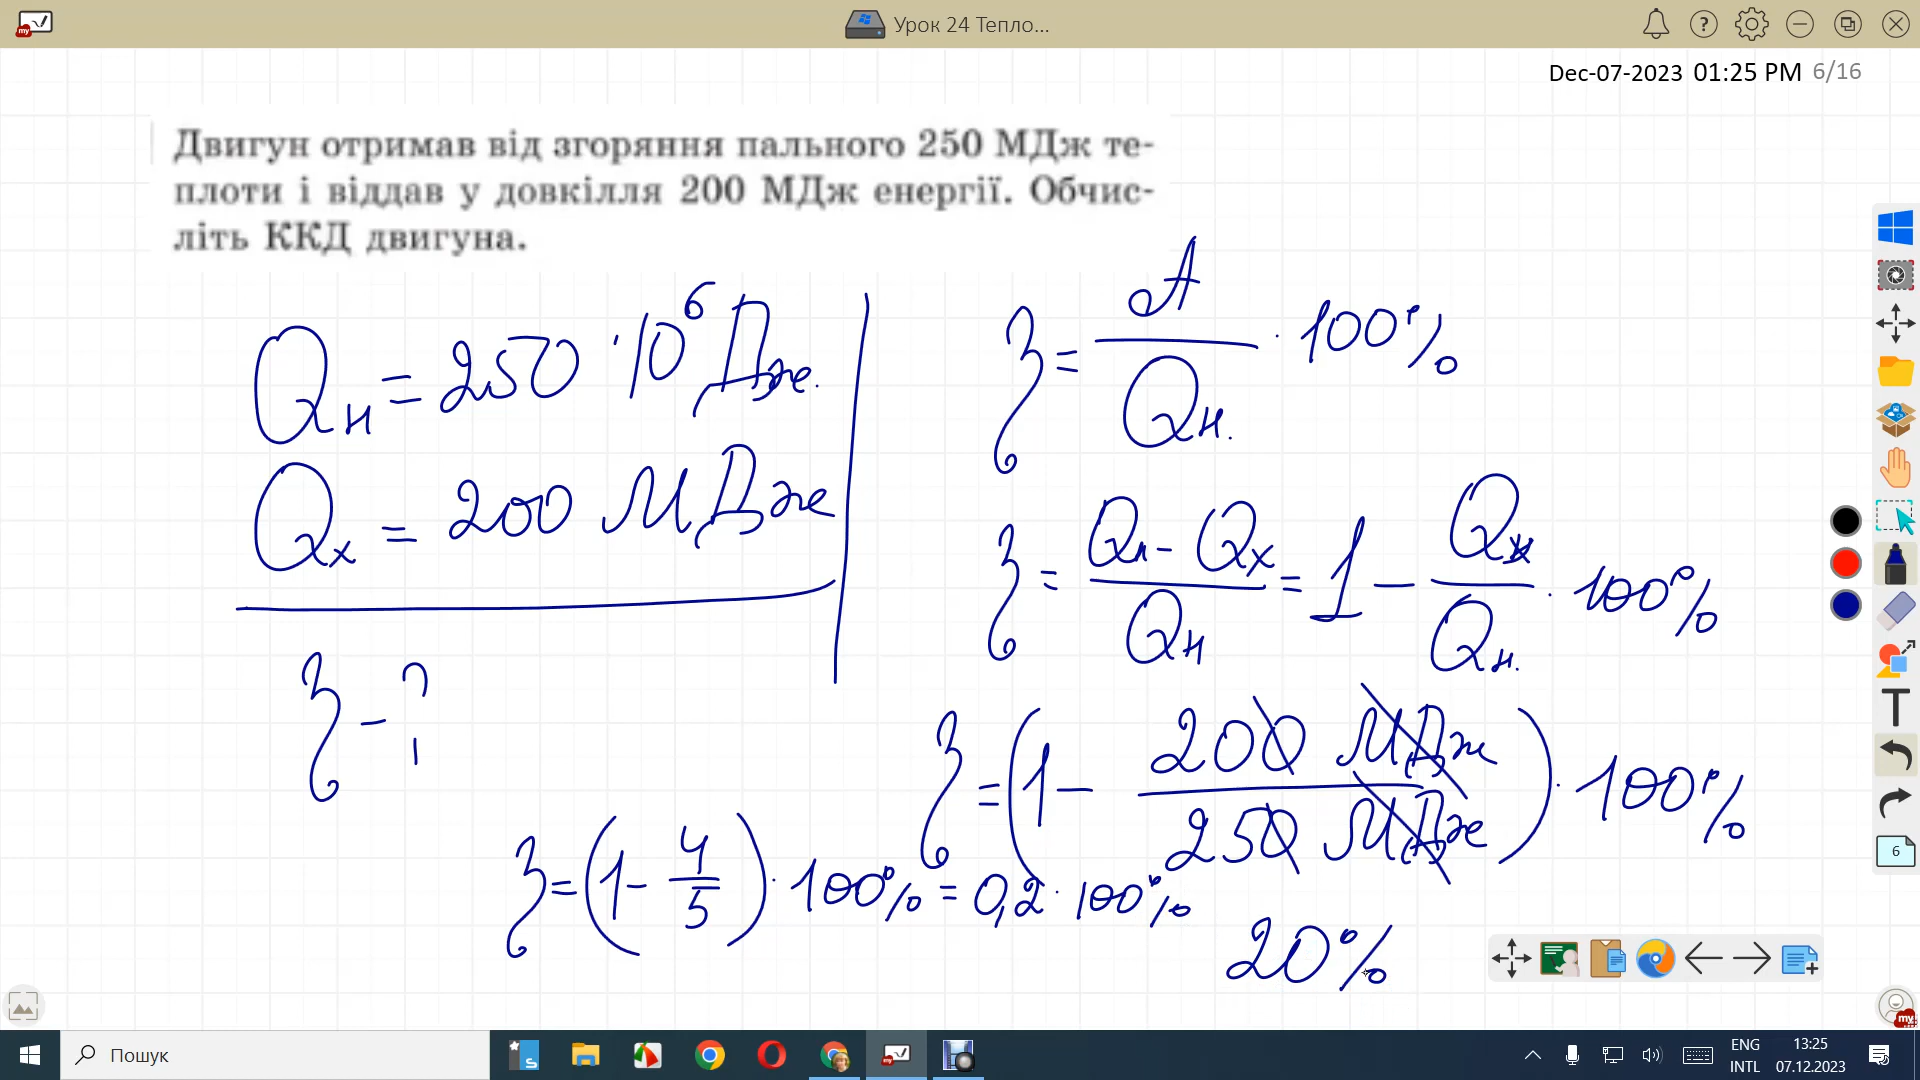 Урок 24 Тепло...
Dec-07-2023 01:25 PM 6/16
Двигун отримав від згоряння пального 250 МДж те-
плоти і віддав у довкілля 200 МДж енергії. Обчис-
літь ККД двигуна.
Qн = 250 · 10⁶ Дж.
Qх = 200 МДж
η - ?
η = A / Qн. · 100%
η = Qн - Qх / Qн = 1 - Qх / Qн. · 100%
η = (1 - 200 МДж / 250 МДж) · 100%
η = (1 - 4/5) · 100% = 0,2 · 100%
20%
6
Пошук
ENG
INTL
13:25
07.12.2023